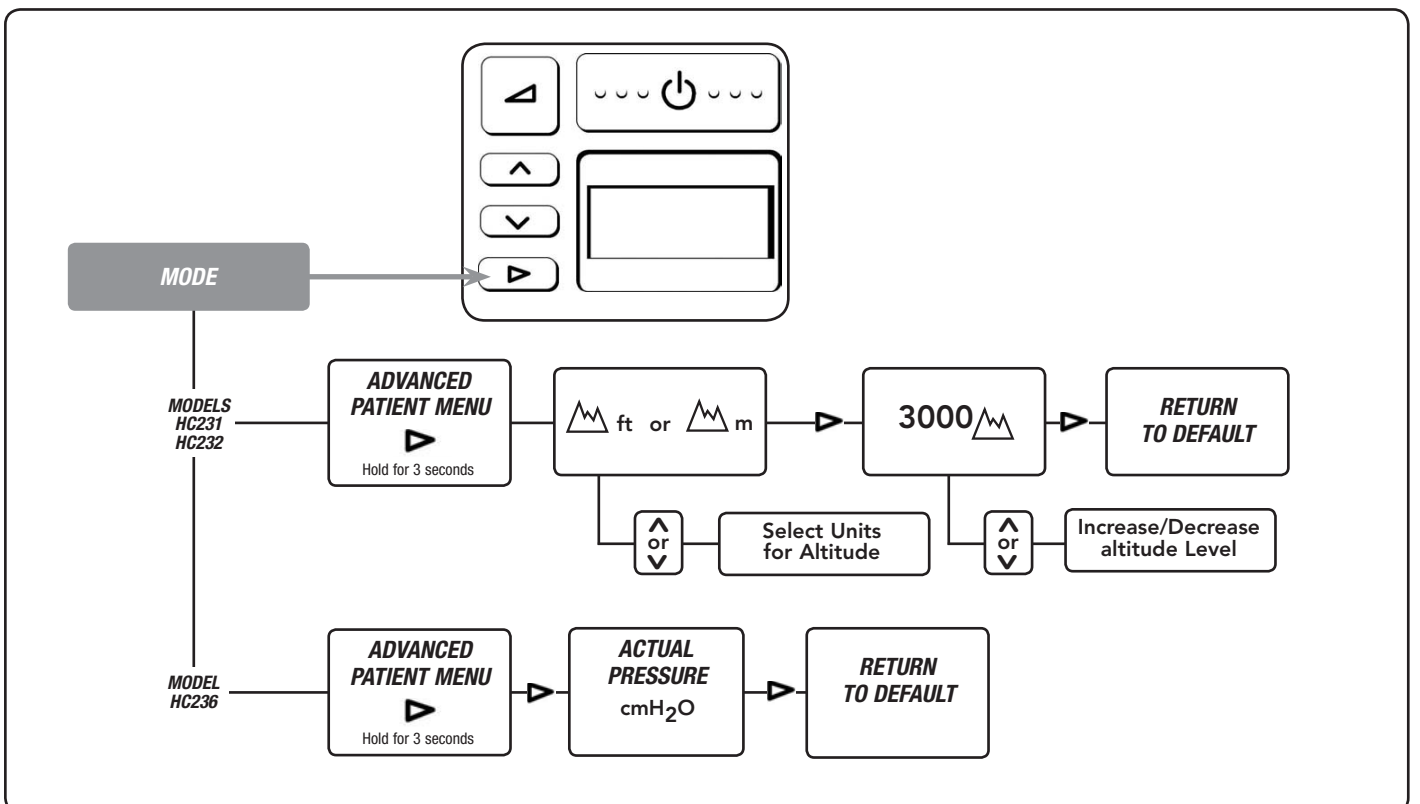 MODE
MODELS
HC231
HC232
ADVANCED
PATIENT MENU
Hold for 3 seconds
ft or m
3000
RETURN
TO DEFAULT
or
Select Units
for Altitude
or
Increase/Decrease
altitude Level
MODEL
HC236
ADVANCED
PATIENT MENU
Hold for 3 seconds
ACTUAL
PRESSURE
cmH₂O
RETURN
TO DEFAULT